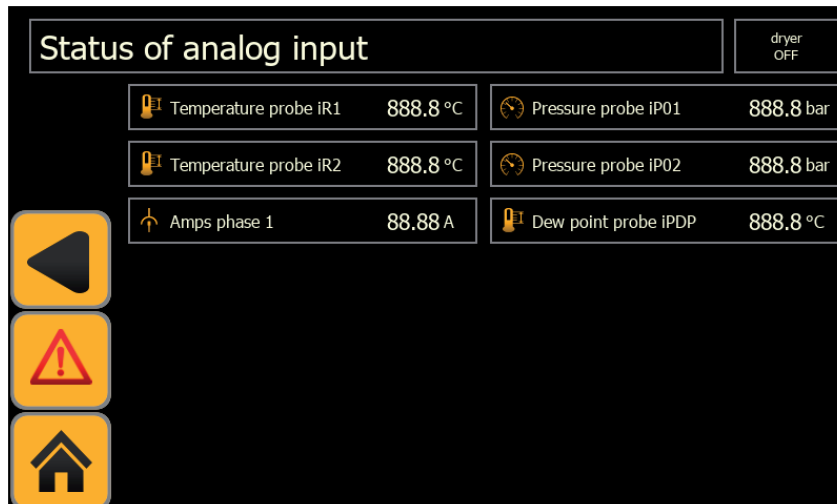 Status of analog input
dryer
OFF
Temperature probe iR1 888.8 °C
Pressure probe iP01 888.8 bar
Temperature probe iR2 888.8 °C
Pressure probe iP02 888.8 bar
Amps phase 1 88.88 A
Dew point probe iPDP 888.8 °C